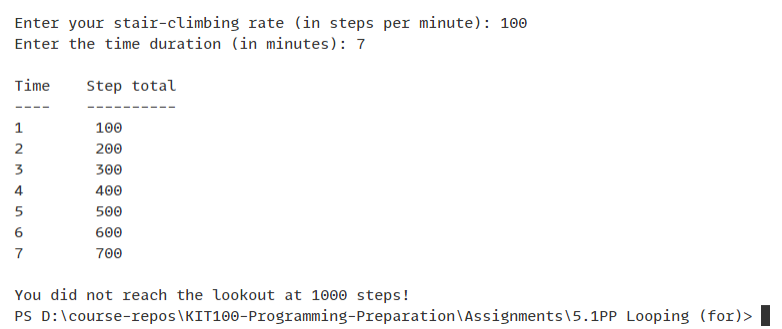 Enter your stair-climbing rate (in steps per minute): 100
Enter the time duration (in minutes): 7
Time    Step total
----    ----------
1        100
2        200
3        300
4        400
5        500
6        600
7        700
You did not reach the lookout at 1000 steps!
PS D:\course-repos\KIT100-Programming-Preparation\Assignments\5.1PP Looping (for)>